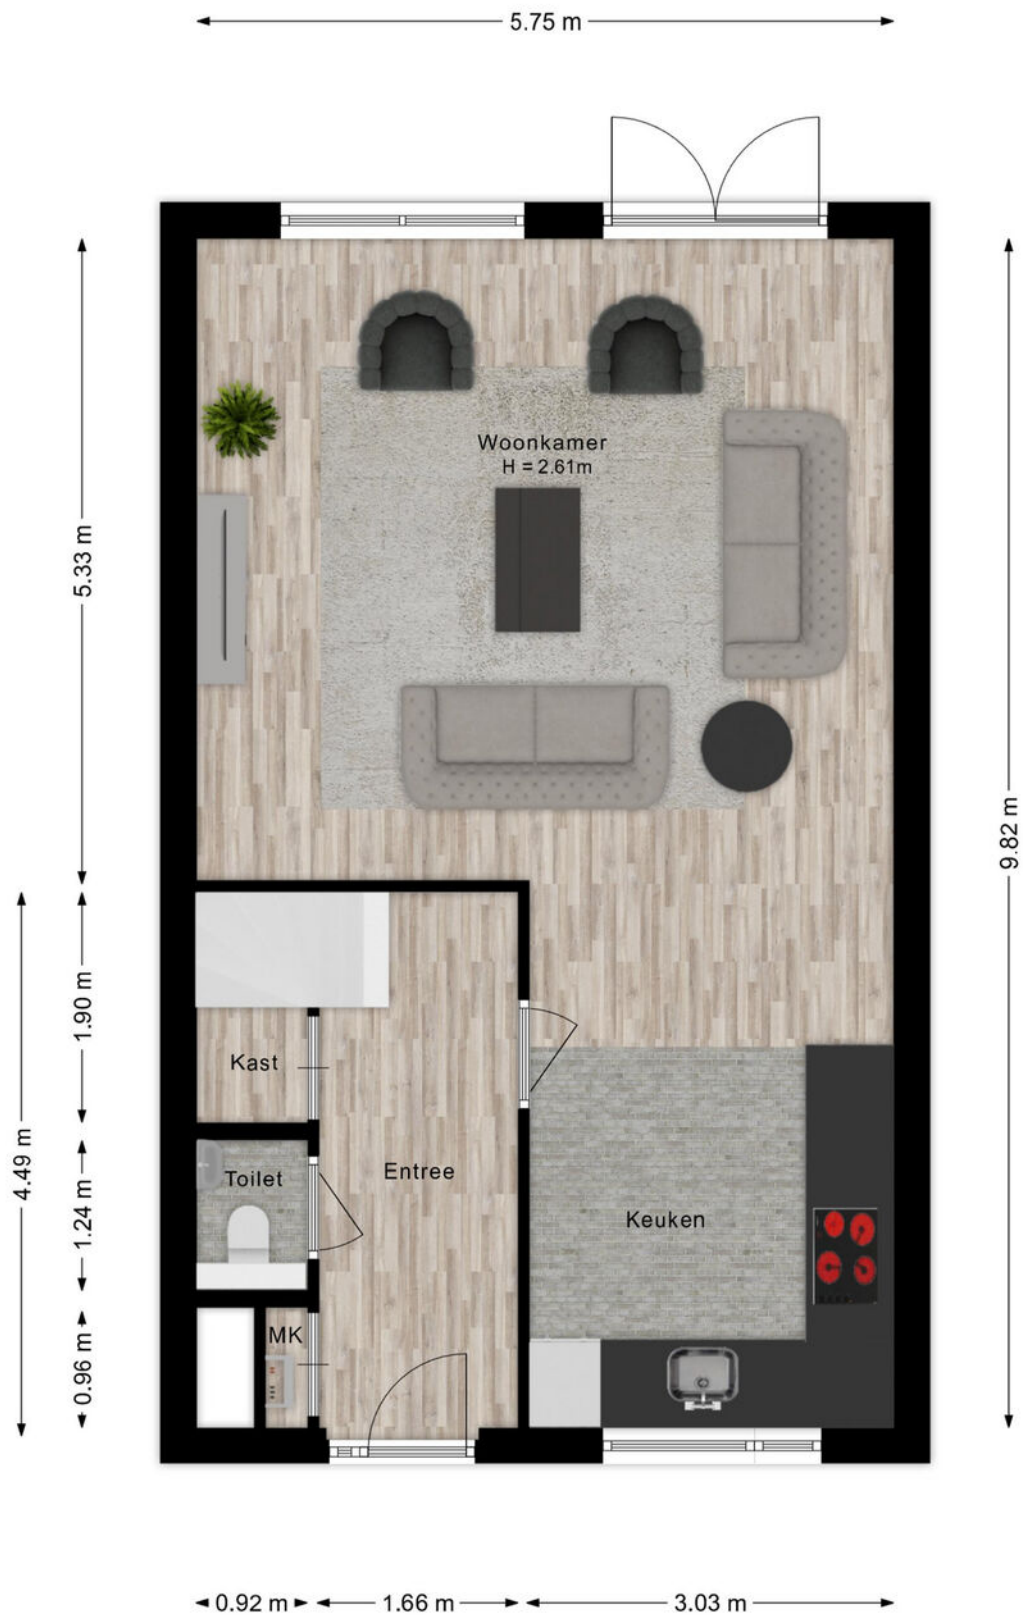 5.75 m
Woonkamer
H = 2.61m
5.33 m
9.82 m
1.90 m
Kast
4.49 m
Entree
Toilet
1.24 m
Keuken
MK
0.96 m
0.92 m
1.66 m
3.03 m